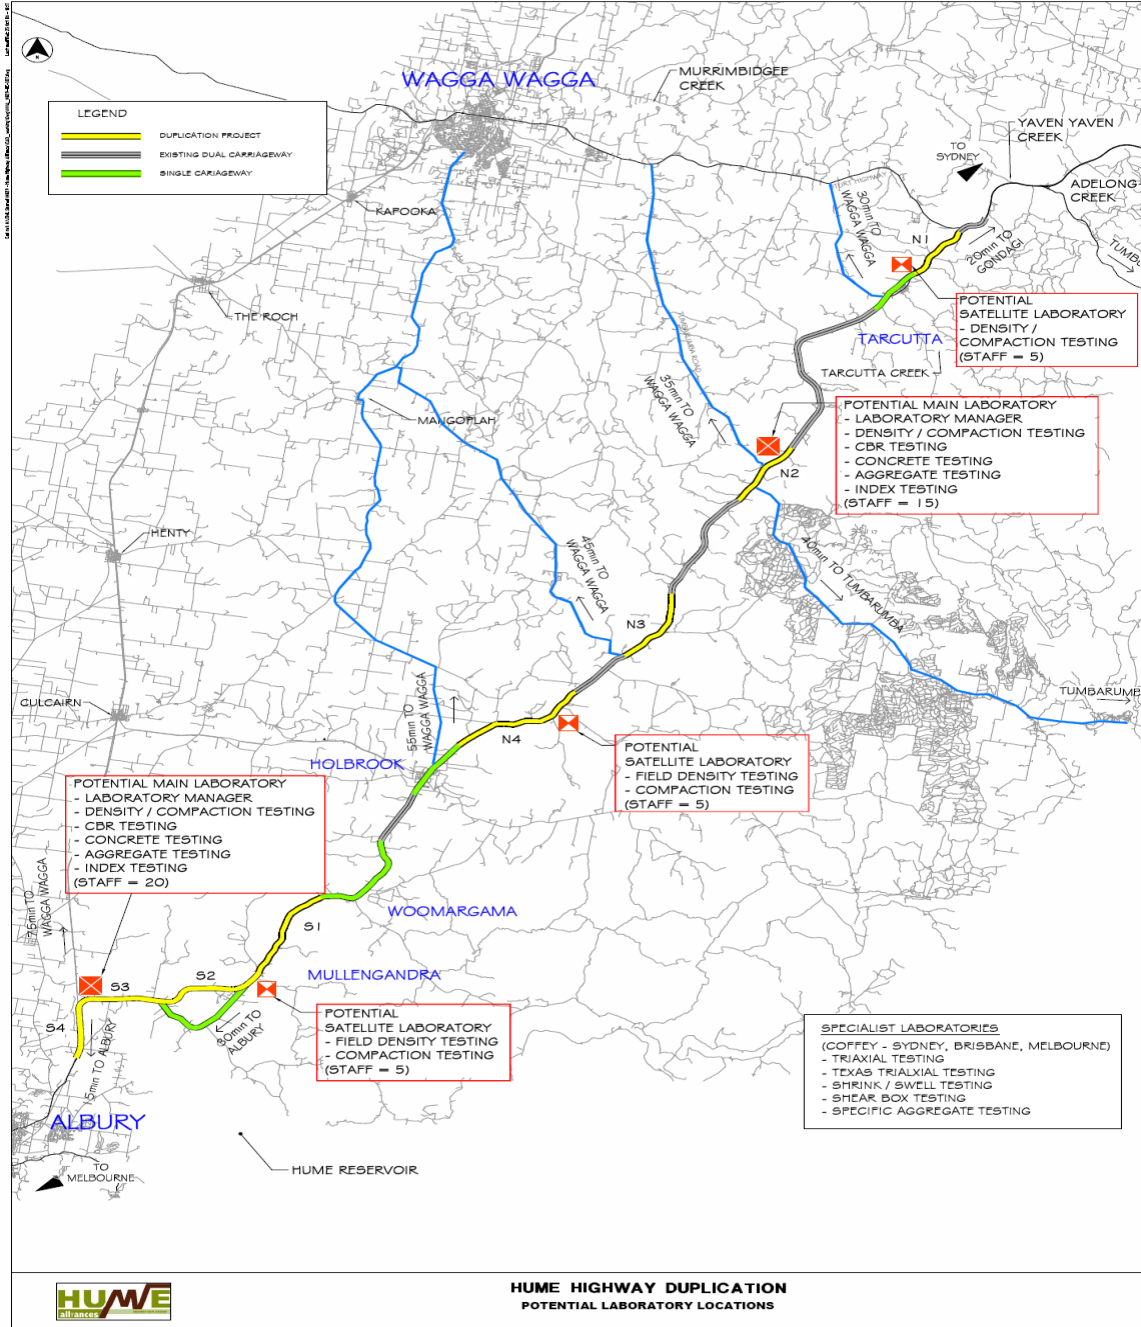 WAGGA WAGGA
MURRIMBIDGEE
CREEK
LEGEND
DUPLICATION PROJECT
EXISTING DUAL CARRIAGEWAY
SINGLE CARIAGEWAY
YAVEN YAVEN
CREEK
TO
SYDNEY
ADELONG
CREEK
KAPOOKA
30min TO
WAGGA WAGGA
N1
20min TO
GONDAGI
TUMBU
THE ROCH
POTENTIAL
SATELLITE LABORATORY
- DENSITY /
COMPACTION TESTING
(STAFF = 5)
TARCUTTA
TARCUTTA CREEK
35min TO
WAGGA WAGGA
MANGOPLAH
POTENTIAL MAIN LABORATORY
- LABORATORY MANAGER
- DENSITY / COMPACTION TESTING
- CBR TESTING
- CONCRETE TESTING
- AGGREGATE TESTING
- INDEX TESTING
(STAFF = 15)
N2
HENTY
45min TO
WAGGA WAGGA
40min TO TUMBARUMBA
N3
CULCAIRN
TUMBARUMB
55min TO
WAGGA WAGGA
N4
HOLBROOK
POTENTIAL
SATELLITE LABORATORY
- FIELD DENSITY TESTING
- COMPACTION TESTING
(STAFF = 5)
POTENTIAL MAIN LABORATORY
- LABORATORY MANAGER
- DENSITY / COMPACTION TESTING
- CBR TESTING
- CONCRETE TESTING
- AGGREGATE TESTING
- INDEX TESTING
(STAFF = 20)
75min TO
WAGGA WAGGA
WOOMARGAMA
S1
MULLENGANDRA
S2
S3
S4
15min TO ALBURY
30min TO
ALBURY
POTENTIAL
SATELLITE LABORATORY
- FIELD DENSITY TESTING
- COMPACTION TESTING
(STAFF = 5)
SPECIALIST LABORATORIES
(COFFEY - SYDNEY, BRISBANE, MELBOURNE)
- TRIAXIAL TESTING
- TEXAS TRIALXIAL TESTING
- SHRINK / SWELL TESTING
- SHEAR BOX TESTING
- SPECIFIC AGGREGATE TESTING
ALBURY
TO
MELBOURNE
HUME RESERVOIR
HUME
alliances
HUME HIGHWAY DUPLICATION
POTENTIAL LABORATORY LOCATIONS